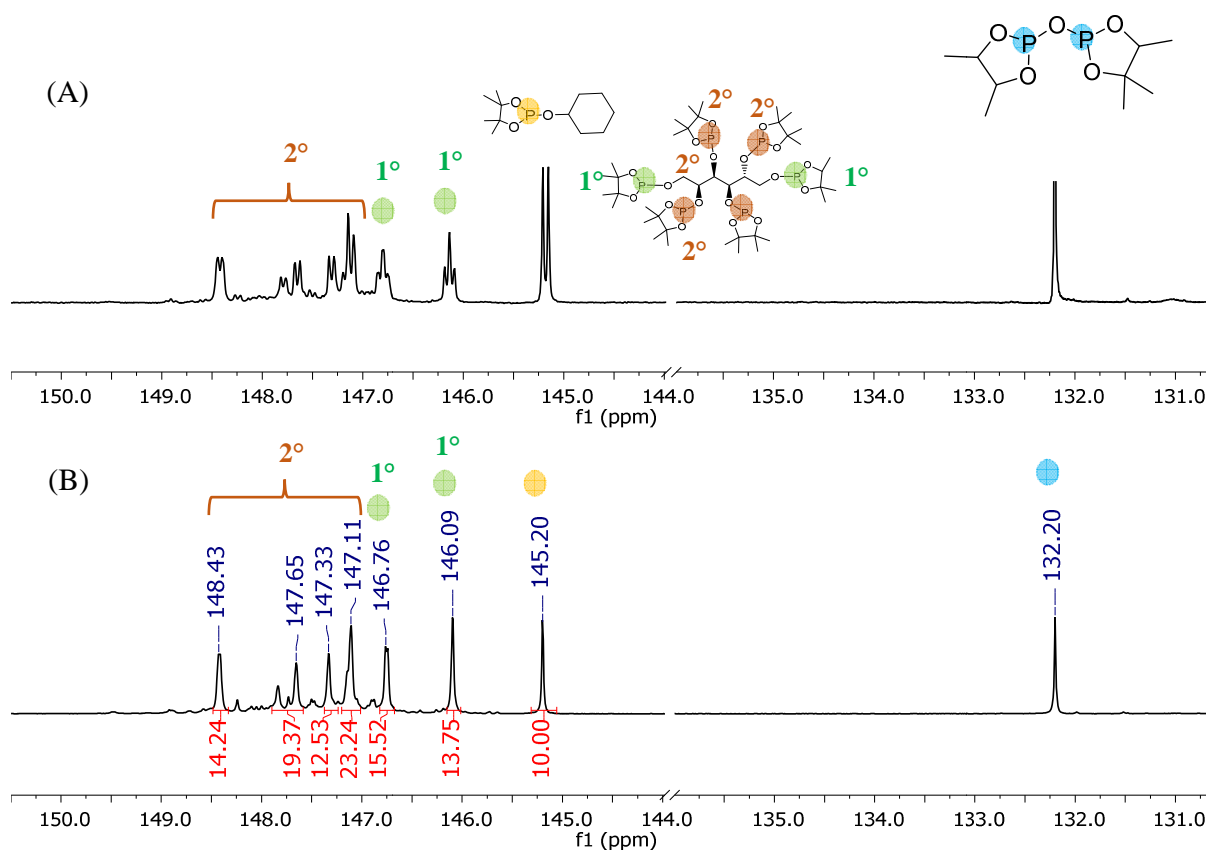 O
O P P O
O O
(A)
O
P O
O
2° 2°
O O
O P P O
2°
1° 1°
2° O O
1° 1°
O O
P O O P
O O
O O
O P P O
2° 2°
150.0 149.0 148.0 147.0 146.0 145.0 144.0 135.0 134.0 133.0 132.0 131.0
f1 (ppm)
(B)
2° 1° 1°
148.43 147.65 147.33 147.11 146.76 146.09 145.20 132.20
14.24 19.37 12.53 23.24 15.52 13.75 10.00
150.0 149.0 148.0 147.0 146.0 145.0 144.0 135.0 134.0 133.0 132.0 131.0
f1 (ppm)